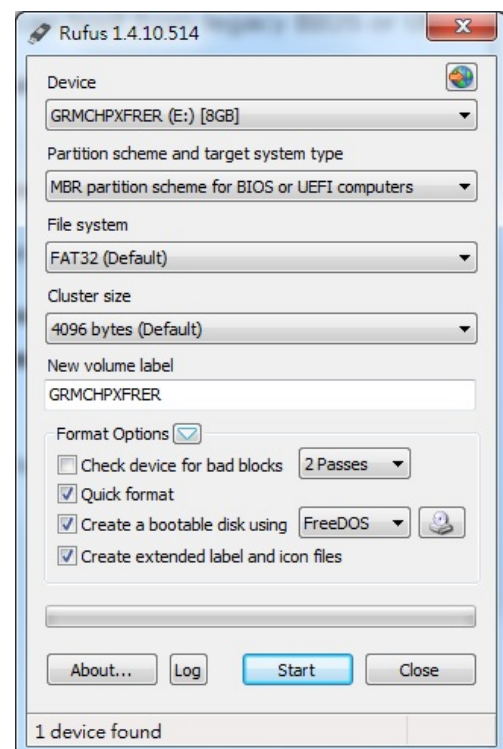 Rufus 1.4.10.514
Device
GRMCHPXFRER (E:) [8GB]
Partition scheme and target system type
MBR partition scheme for BIOS or UEFI computers
File system
FAT32 (Default)
Cluster size
4096 bytes (Default)
New volume label
GRMCHPXFRER
Format Options
Check device for bad blocks 2 Passes
Quick format
Create a bootable disk using FreeDOS
Create extended label and icon files
About... Log Start Close
1 device found